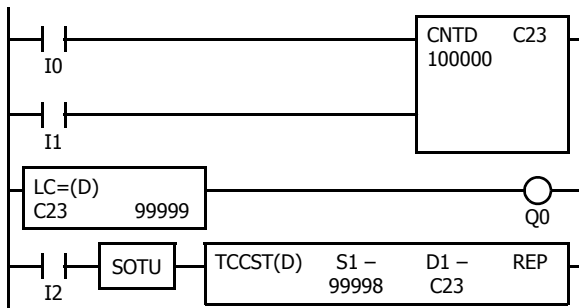 CNTD C23
100000
I0
I1
LC=(D)
C23 99999
Q0
SOTU
TCCST(D) S1 – D1 – REP
99998 C23
I2